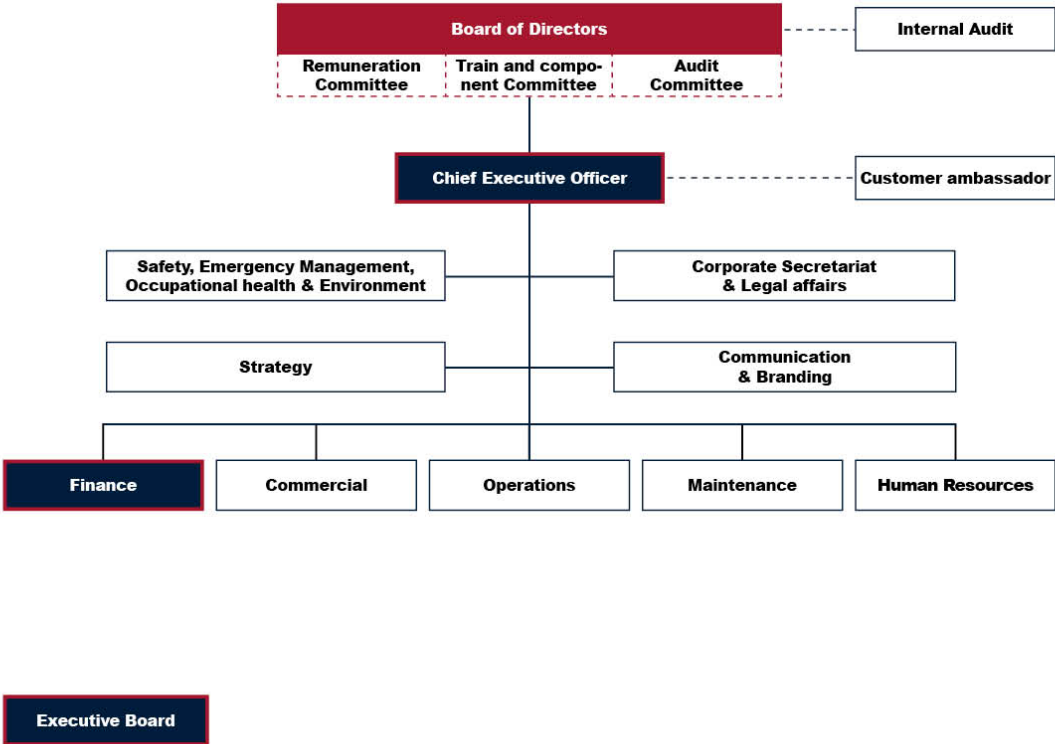 Board of Directors
Internal Audit
Remuneration
Committee
Train and compo-
nent Committee
Audit
Committee
Chief Executive Officer
Customer ambassador
Safety, Emergency Management,
Occupational health & Environment
Corporate Secretariat
& Legal affairs
Strategy
Communication
& Branding
Finance
Commercial
Operations
Maintenance
Human Resources
Executive Board